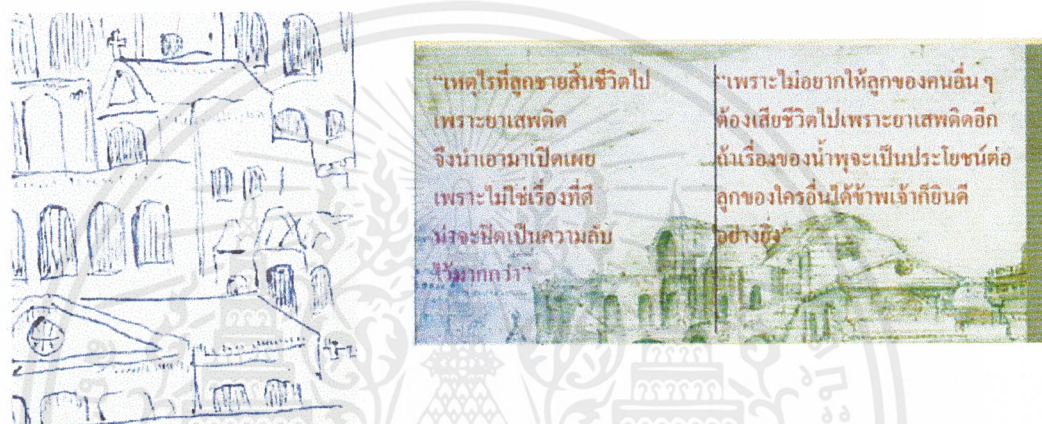 “เหตุไรที่ลูกชายสิ้นชีวิตไป
เพราะยาเสพติด
จึงนำเอามาเปิดเผย
เพราะไม่ใช่เรื่องที่ดี
น่าจะปิดเป็นความลับ
ไว้มากกว่า”
“เพราะไม่อยากให้ลูกของคนอื่น ๆ
ต้องเสียชีวิตไปเพราะยาเสพติดอีก
ถ้าเรื่องของน้ำพุจะเป็นประโยชน์ต่อ
ลูกของใครอื่นได้ข้าพเจ้าก็ยินดี
อย่างยิ่ง”